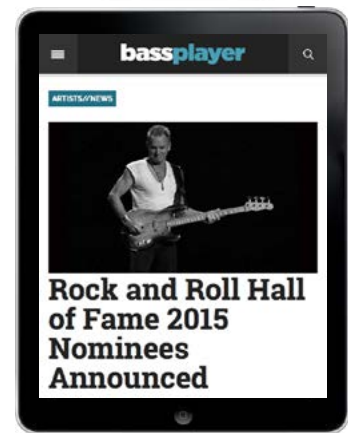 bassplayer
ARTISTS//NEWS
Rock and Roll Hall
of Fame 2015
Nominees
Announced